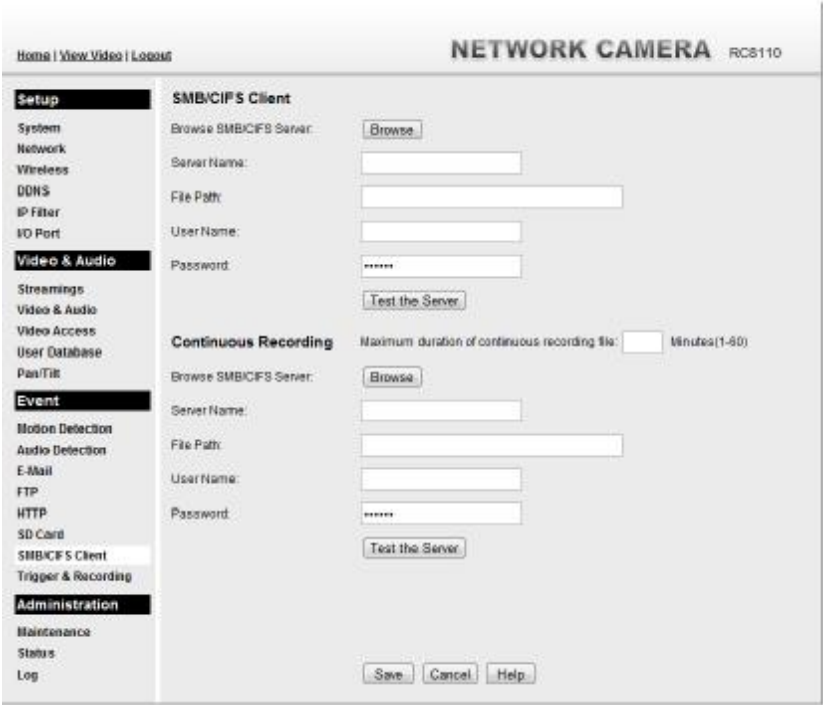 Home | View Video | Logout
NETWORK CAMERA RC8110
Setup
System
Network
Wireless
DDNS
IP Filter
I/O Port
Video & Audio
Streamings
Video & Audio
Video Access
User Database
Pan/Tilt
Event
Motion Detection
Audio Detection
E-Mail
FTP
HTTP
SD Card
SMB/CIFS Client
Trigger & Recording
Administration
Maintenance
Status
Log
SMB/CIFS Client
Browse SMB/CIFS Server: Browse
Server Name:
File Path:
User Name:
Password: ••••••
Test the Server
Continuous Recording Maximum duration of continuous recording file: Minutes(1-60)
Browse SMB/CIFS Server: Browse
Server Name:
File Path:
User Name:
Password: ••••••
Test the Server
Save Cancel Help